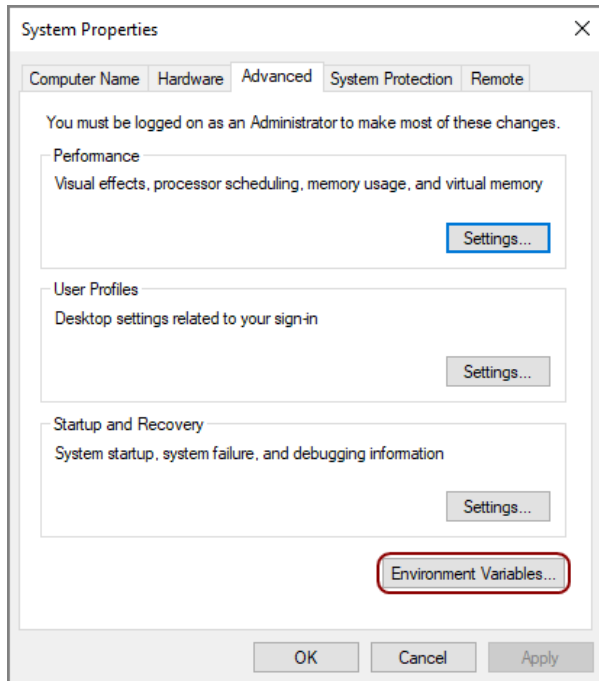 System Properties
Computer Name Hardware Advanced System Protection Remote
You must be logged on as an Administrator to make most of these changes.
Performance
Visual effects, processor scheduling, memory usage, and virtual memory
Settings...
User Profiles
Desktop settings related to your sign-in
Settings...
Startup and Recovery
System startup, system failure, and debugging information
Settings...
Environment Variables...
OK Cancel Apply